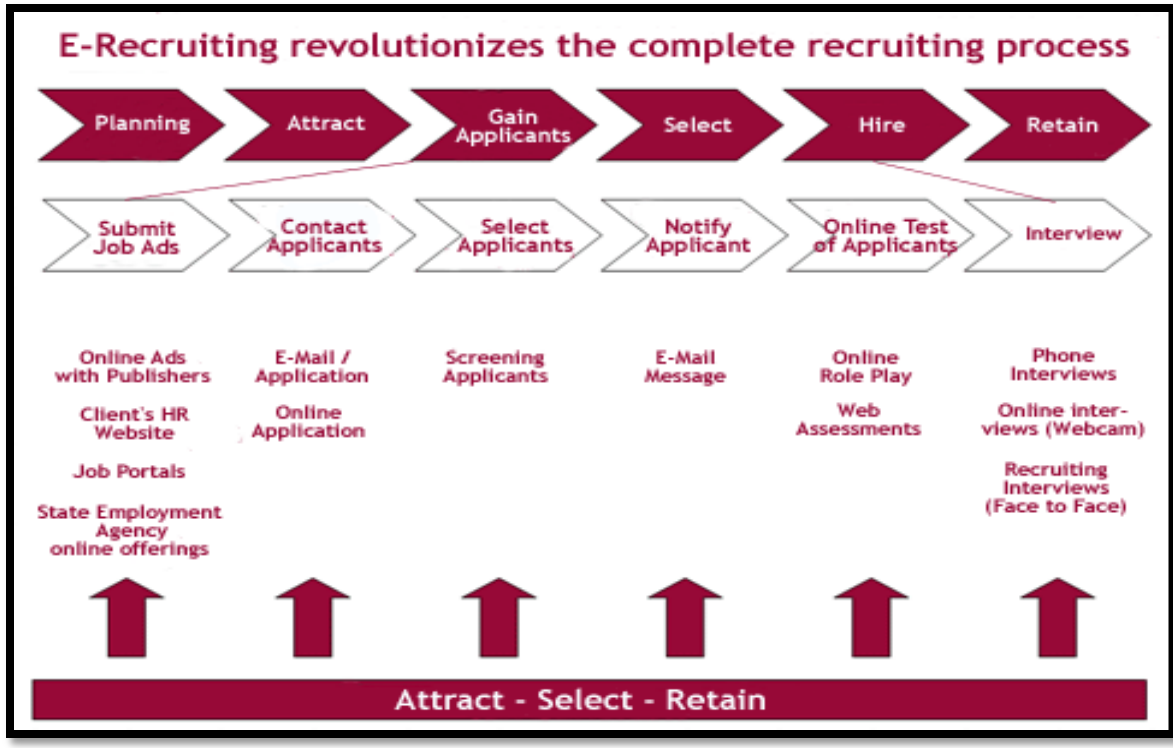 E-Recruiting revolutionizes the complete recruiting process
Planning
Attract
Gain
Applicants
Select
Hire
Retain
Submit
Job Ads
Contact
Applicants
Select
Applicants
Notify
Applicant
Online Test
of Applicants
Interview
Online Ads
with Publishers
Client's HR
Website
Job Portals
State Employment
Agency
online offerings
E-Mail /
Application
Online
Application
Screening
Applicants
E-Mail
Message
Online
Role Play
Web
Assessments
Phone
Interviews
Online inter-
views (Webcam)
Recruiting
Interviews
(Face to Face)
Attract - Select - Retain